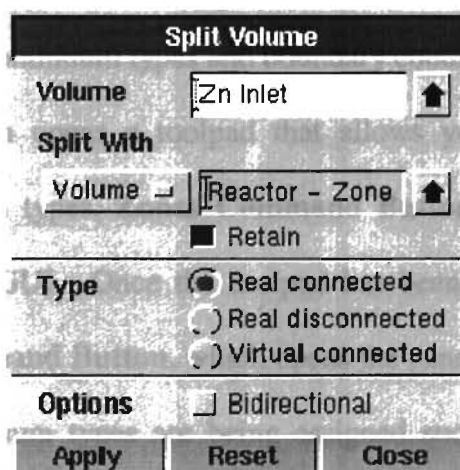 Split Volume
Volume Zn Inlet
Split With
Volume Reactor - Zone
Retain
Type Real connected
Real disconnected
Virtual connected
Options Bidirectional
Apply Reset Close